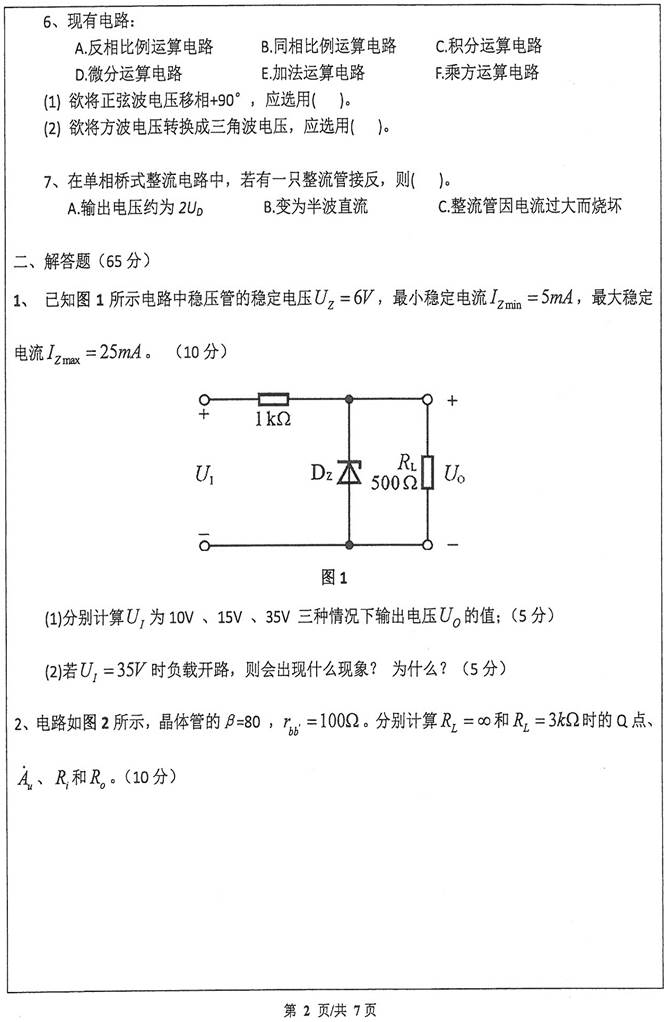 6、现有电路：
A.反相比例运算电路 B.同相比例运算电路 C.积分运算电路
D.微分运算电路 E.加法运算电路 F.乘方运算电路
(1) 欲将正弦波电压移相+90°，应选用( )。
(2) 欲将方波电压转换成三角波电压，应选用( )。
7、在单相桥式整流电路中，若有一只整流管接反，则( )。
A.输出电压约为 2U_D B.变为半波直流 C.整流管因电流过大而烧坏
二、解答题（65 分）
1、 已知图 1 所示电路中稳压管的稳定电压 U_Z = 6V，最小稳定电流 I_Zmin = 5mA，最大稳定
电流 I_Zmax = 25mA。 （10 分）
+ 1kΩ +
U_I D_Z R_L 500Ω U_O
− −
图 1
(1)分别计算 U_I 为 10V 、15V 、35V 三种情况下输出电压 U_O 的值;（5 分）
(2)若 U_I = 35V 时负载开路，则会出现什么现象? 为什么? （5 分）
2、电路如图 2 所示，晶体管的 β=80 ，r_bb' = 100Ω。分别计算 R_L = ∞ 和 R_L = 3kΩ 时的 Q 点、
Ȧ_u 、 R_i 和 R_o 。（10 分）
第 2 页/共 7 页